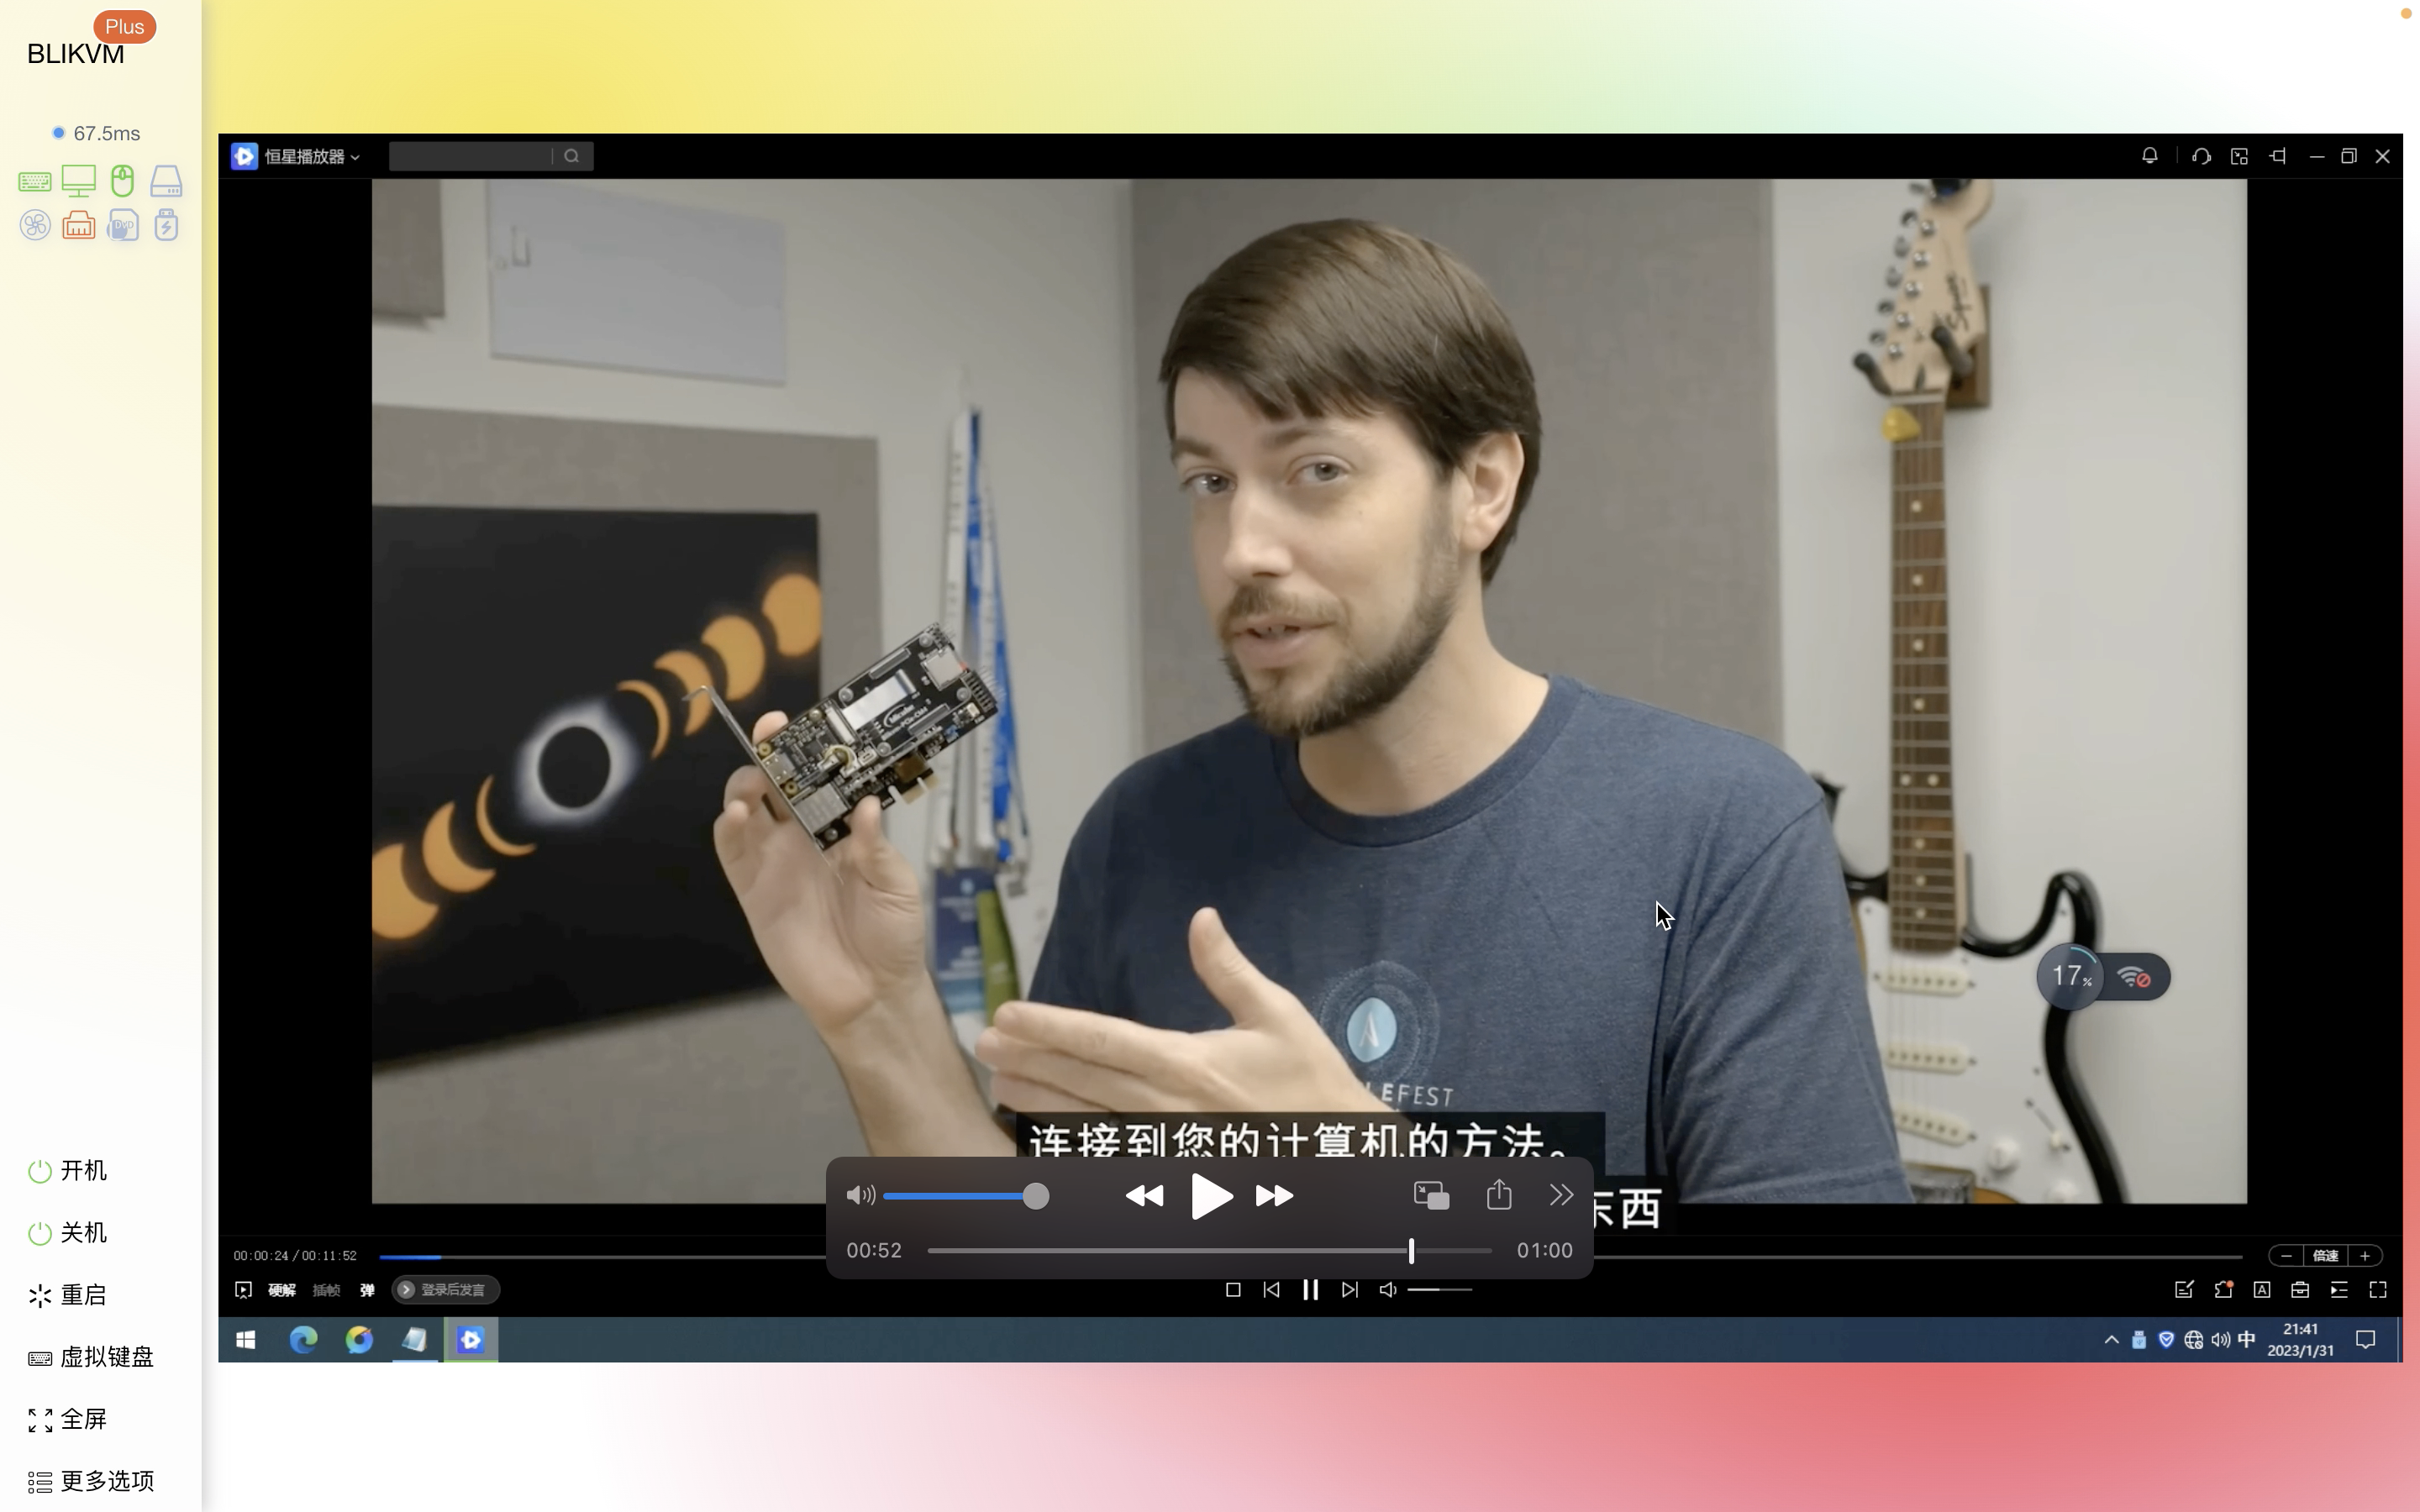 Plus
BLIKVM
67.5ms
DVD
开机
关机
重启
虚拟键盘
全屏
更多选项
恒星播放器
Squier
17%
LEFEST
连接到您的计算机的方法。
东西
00:52
01:00
00:00:24 / 00:11:52
倍速
硬解
插帧
弹
登录后发言
A
中
21:41
2023/1/31